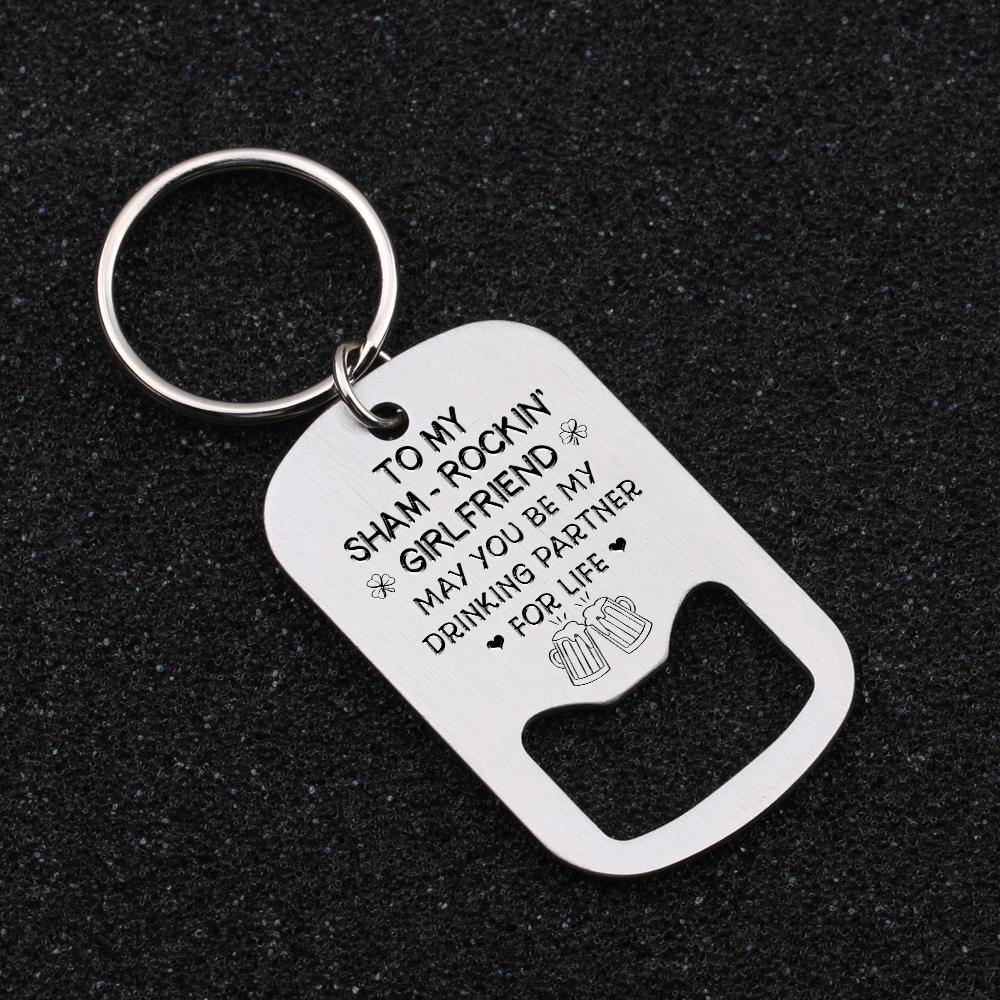 TO MY
SHAM - ROCKIN'
GIRLFRIEND
MAY YOU BE MY
DRINKING PARTNER
FOR LIFE